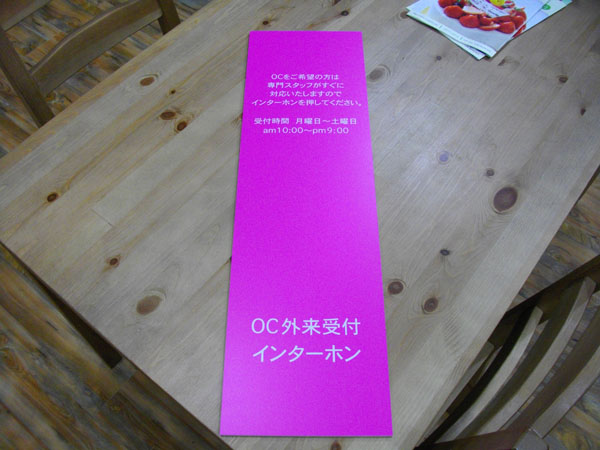 OCをご希望の方は
専門スタッフがすぐに
対応いたしますので
インターホンを押してください。
受付時間　月曜日〜土曜日
am10:00〜pm9:00
OC外来受付
インターホン